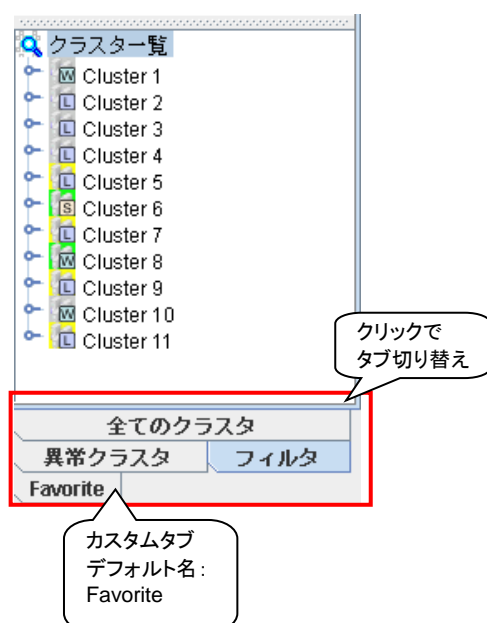 クラスター覧
W Cluster 1
L Cluster 2
L Cluster 3
L Cluster 4
L Cluster 5
S Cluster 6
L Cluster 7
W Cluster 8
L Cluster 9
W Cluster 10
L Cluster 11
クリックで
タブ切り替え
全てのクラスタ
異常クラスタ フィルタ
Favorite
カスタムタブ
デフォルト名：
Favorite